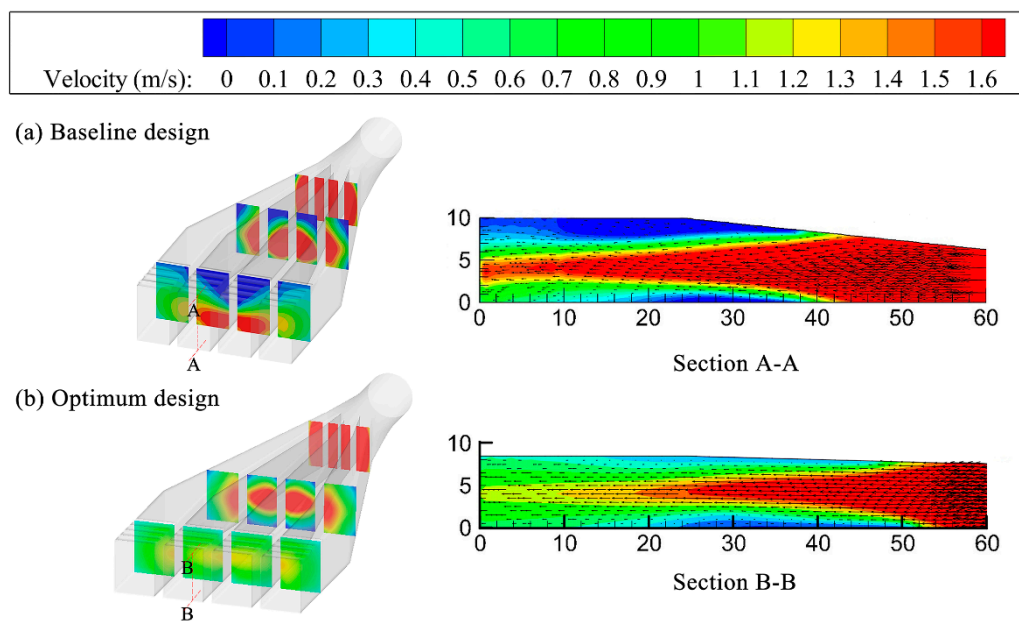 Velocity (m/s): 0 0.1 0.2 0.3 0.4 0.5 0.6 0.7 0.8 0.9 1 1.1 1.2 1.3 1.4 1.5 1.6
(a) Baseline design
A
A
10
5
0
0 10 20 30 40 50 60
Section A-A
(b) Optimum design
B
B
10
5
0
0 10 20 30 40 50 60
Section B-B